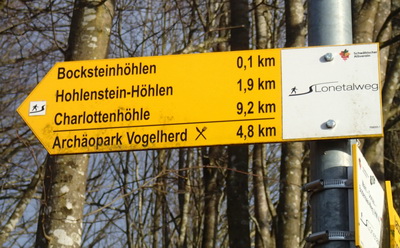 Bocksteinhöhlen 0,1 km
Hohlenstein-Höhlen 1,9 km
Charlottenhöhle 9,2 km
Archäopark Vogelherd 4,8 km
Lonetalweg